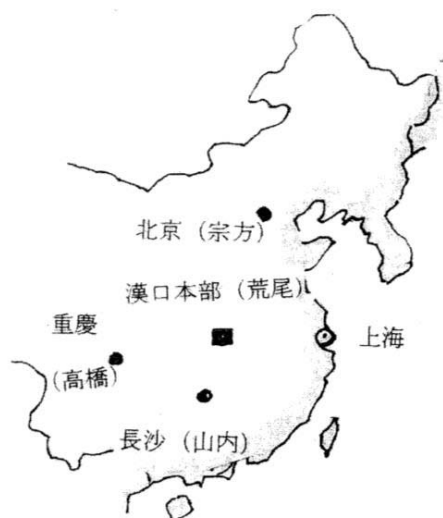 北京（宗方）
漢口本部（荒尾）
重慶
（高橋）
上海
長沙（山内）